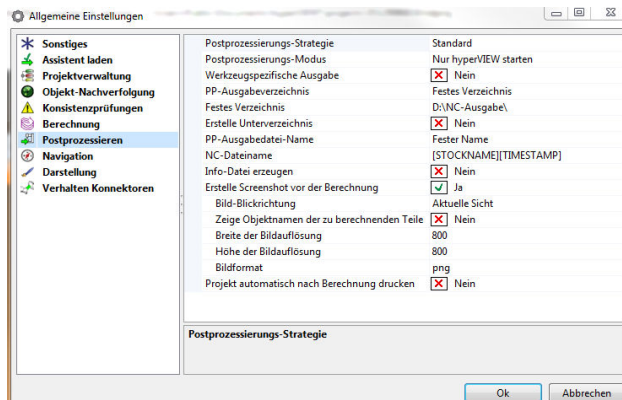 Allgemeine Einstellungen
Sonstiges
Assistent laden
Projektverwaltung
Objekt-Nachverfolgung
Konsistenzprüfungen
Berechnung
Postprozessieren
Navigation
Darstellung
Verhalten Konnektoren
Postprozessierungs-Strategie Standard
Postprozessierungs-Modus Nur hyperVIEW starten
Werkzeugspezifische Ausgabe Nein
PP-Ausgabeverzeichnis Festes Verzeichnis
Festes Verzeichnis D:\NC-Ausgabe\
Erstelle Unterverzeichnis Nein
PP-Ausgabedatei-Name Fester Name
NC-Dateiname [STOCKNAME][TIMESTAMP]
Info-Datei erzeugen Nein
Erstelle Screenshot vor der Berechnung Ja
Bild-Blickrichtung Aktuelle Sicht
Zeige Objektnamen der zu berechnenden Teile Nein
Breite der Bildauflösung 800
Höhe der Bildauflösung 800
Bildformat png
Projekt automatisch nach Berechnung drucken Nein
Postprozessierungs-Strategie
Ok Abbrechen